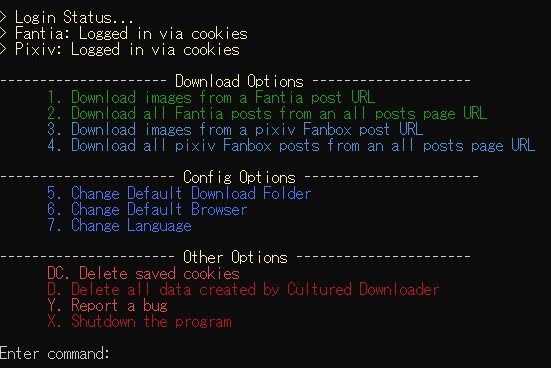 > Login Status...
> Fantia: Logged in via cookies
> Pixiv: Logged in via cookies
--------------------- Download Options --------------------
1. Download images from a Fantia post URL
2. Download all Fantia posts from an all posts page URL
3. Download images from a pixiv Fanbox post URL
4. Download all pixiv Fanbox posts from an all posts page URL
---------------------- Config Options ---------------------
5. Change Default Download Folder
6. Change Default Browser
7. Change Language
---------------------- Other Options ----------------------
DC. Delete saved cookies
D. Delete all data created by Cultured Downloader
Y. Report a bug
X. Shutdown the program
Enter command: